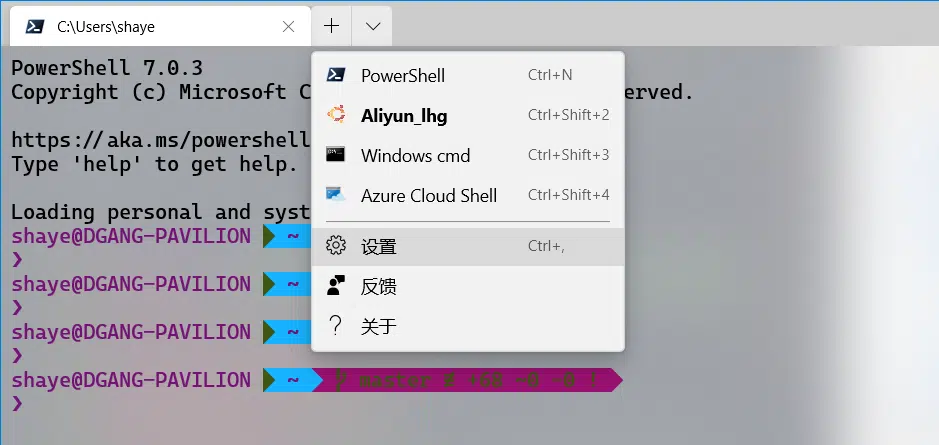 C:\Users\shaye
PowerShell 7.0.3
Copyright (c) Microsoft C
erved.
https://aka.ms/powershell
Type 'help' to get help.
Loading personal and syst
shaye@DGANG-PAVILION ~
❯
shaye@DGANG-PAVILION ~
❯
shaye@DGANG-PAVILION ~
❯
shaye@DGANG-PAVILION ~ master # +60 ~0 -0 !
❯
PowerShell Ctrl+N
Aliyun_lhg Ctrl+Shift+2
Windows cmd Ctrl+Shift+3
Azure Cloud Shell Ctrl+Shift+4
设置 Ctrl+,
反馈
关于